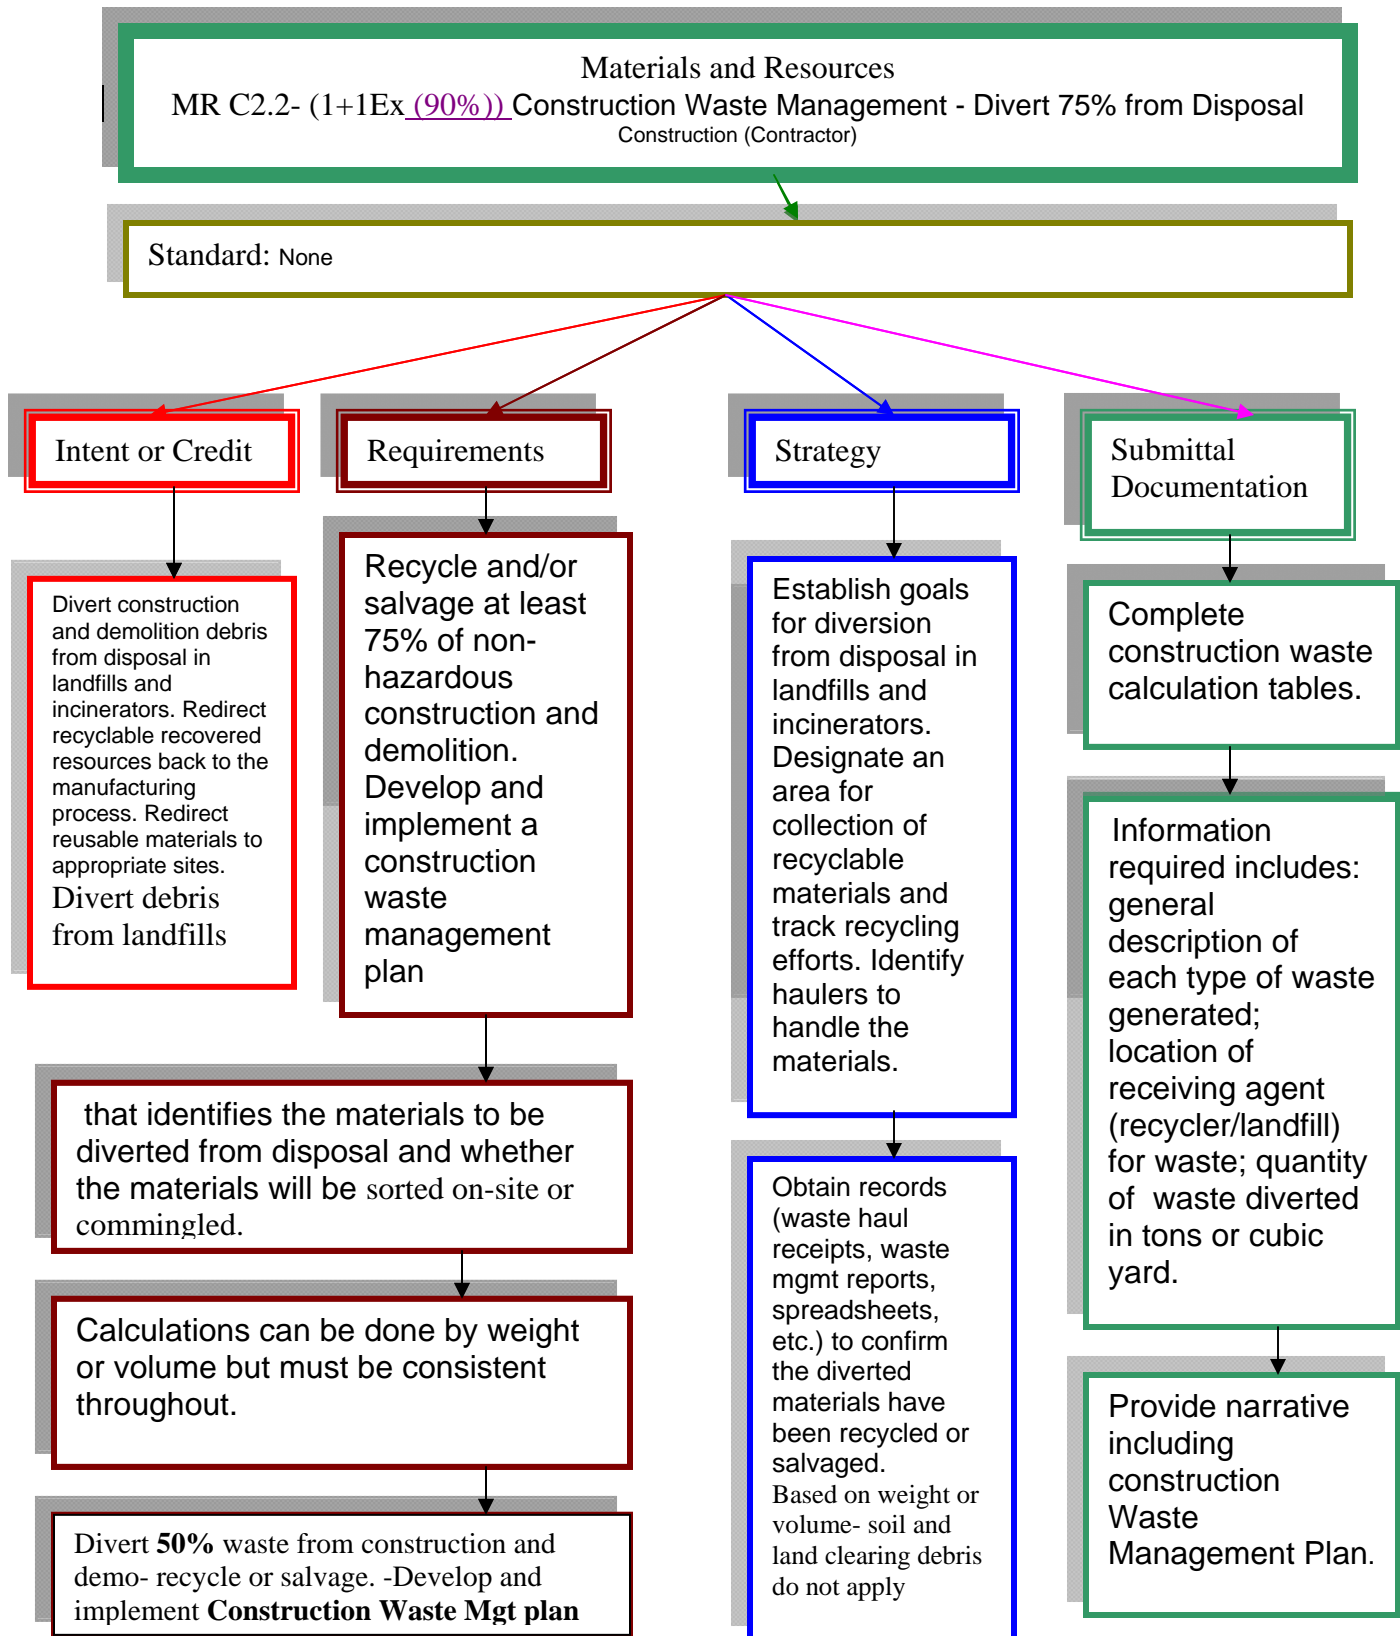 Materials and Resources
MR C2.2- (1+1Ex (90%)) Construction Waste Management - Divert 75% from Disposal
Construction (Contractor)
Standard: None
Intent or Credit
Divert construction
and demolition debris
from disposal in
landfills and
incinerators. Redirect
recyclable recovered
resources back to the
manufacturing
process. Redirect
reusable materials to
appropriate sites.
Divert debris
from landfills
Requirements
Recycle and/or
salvage at least
75% of non-
hazardous
construction and
demolition.
Develop and
implement a
construction
waste
management
plan
that identifies the materials to be
diverted from disposal and whether
the materials will be sorted on-site or
commingled.
Calculations can be done by weight
or volume but must be consistent
throughout.
Divert 50% waste from construction and
demo- recycle or salvage. -Develop and
implement Construction Waste Mgt plan
Strategy
Establish goals
for diversion
from disposal in
landfills and
incinerators.
Designate an
area for
collection of
recyclable
materials and
track recycling
efforts. Identify
haulers to
handle the
materials.
Obtain records
(waste haul
receipts, waste
mgmt reports,
spreadsheets,
etc.) to confirm
the diverted
materials have
been recycled or
salvaged.
Based on weight or
volume- soil and
land clearing debris
do not apply
Submittal
Documentation
Complete
construction waste
calculation tables.
Information
required includes:
general
description of
each type of waste
generated;
location of
receiving agent
(recycler/landfill)
for waste; quantity
of waste diverted
in tons or cubic
yard.
Provide narrative
including
construction
Waste
Management Plan.